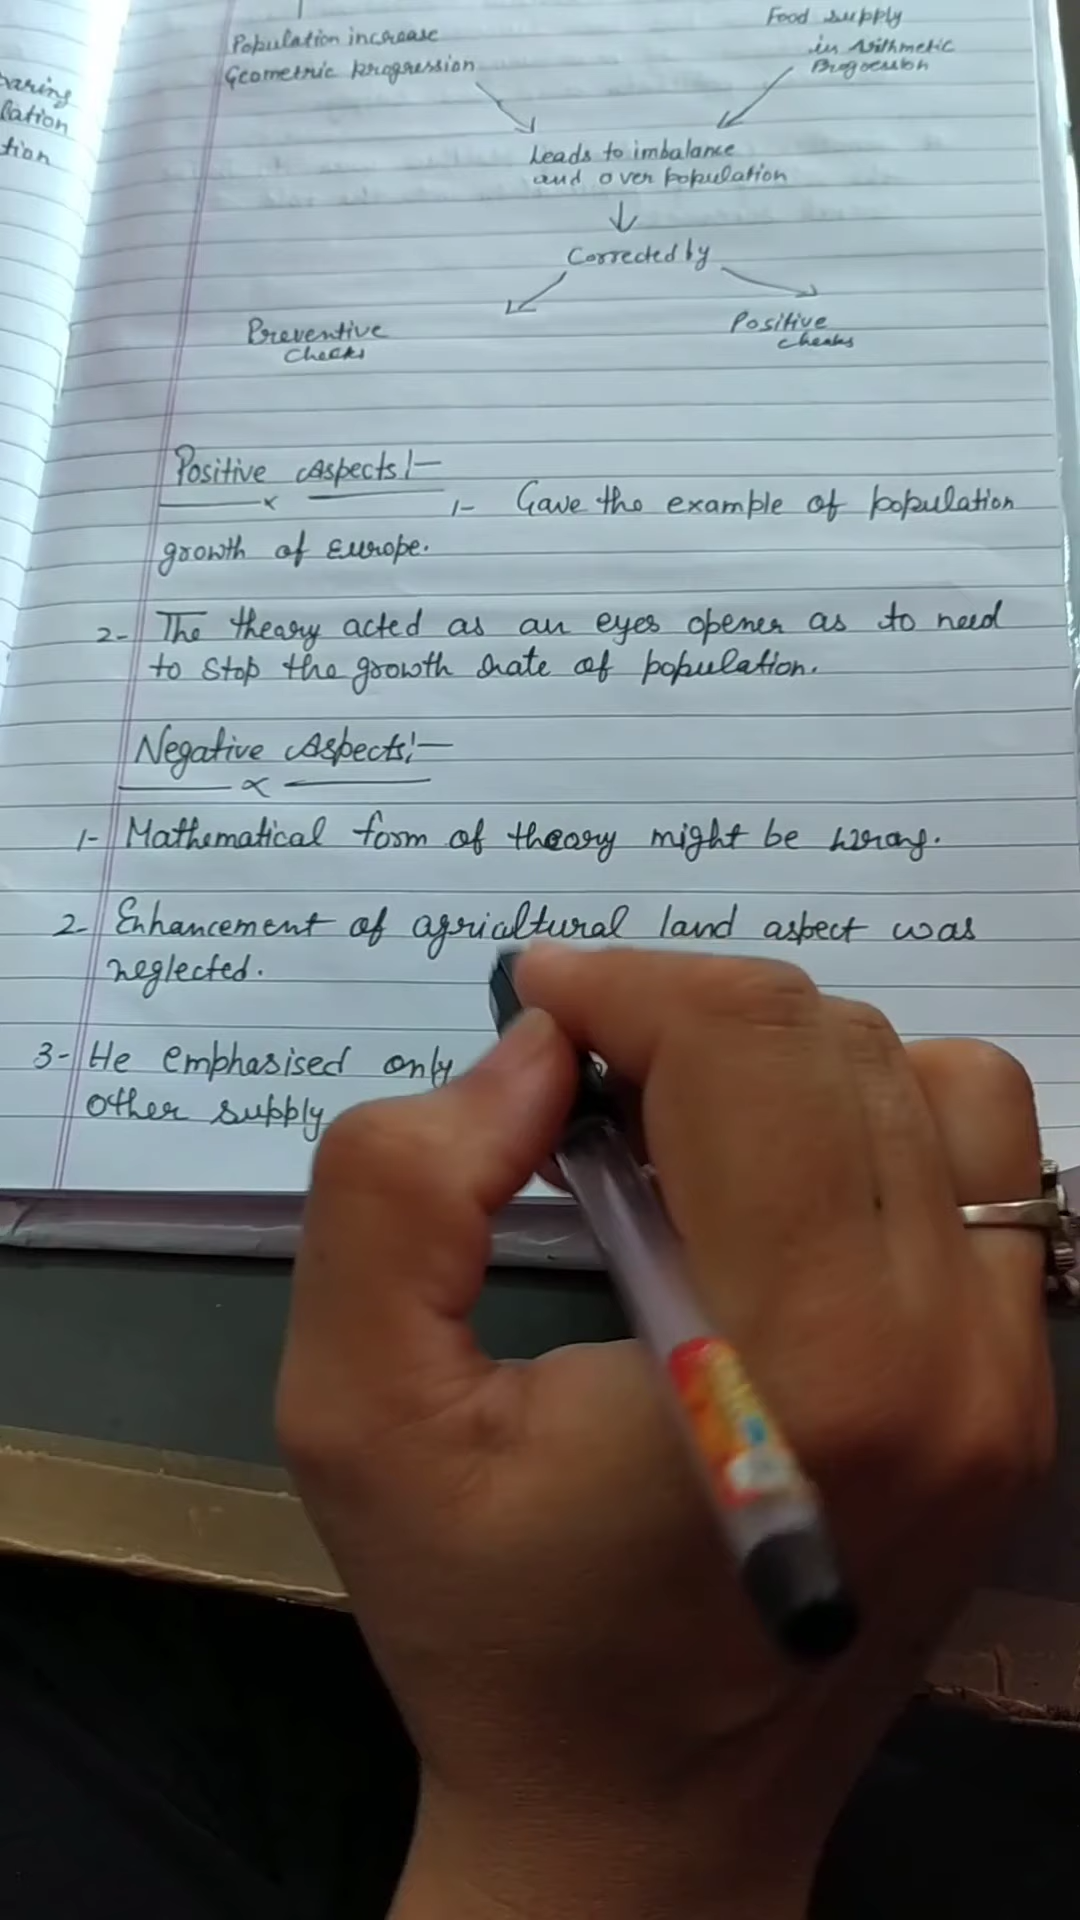 baring
lation
tion
Population increase
Geometric progression
Food supply
in Arithmetic
Progression
Leads to imbalance
and over population
Corrected by
Preventive
Checks
Positive
checks
Positive Aspects:-
1- Gave the example of population
growth of Europe.
2- The theory acted as an eyes opener as to need
to stop the growth rate of population.
Negative Aspects:-
1- Mathematical form of theory might be wrong.
2- Enhancement of agricultural land aspect was
neglected.
3- He emphasised only
other supply